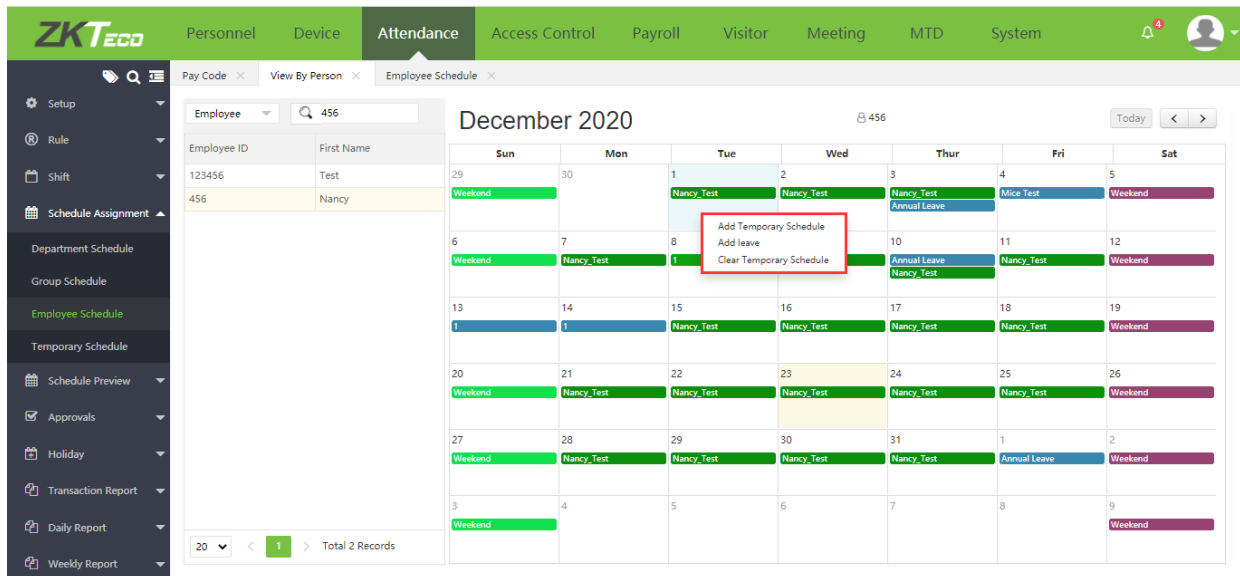 ZKTeco
Personnel Device Attendance Access Control Payroll Visitor Meeting MTD System 4
Pay Code × View By Person × Employee Schedule ×
Setup
Rule
Shift
Schedule Assignment
Department Schedule
Group Schedule
Employee Schedule
Temporary Schedule
Schedule Preview
Approvals
Holiday
Transaction Report
Daily Report
Weekly Report
Employee 456
Employee ID First Name
123456 Test
456 Nancy
20 < 1 > Total 2 Records
December 2020 456 Today < >
Sun Mon Tue Wed Thur Fri Sat
29 30 1 2 3 4 5
Weekend Nancy_Test Nancy_Test Nancy_Test Mice Test Weekend
Annual Leave
Add Temporary Schedule
Add leave
Clear Temporary Schedule
6 7 8 10 11 12
Weekend Nancy_Test 1 Annual Leave Nancy_Test Weekend
Nancy_Test
13 14 15 16 17 18 19
1 1 Nancy_Test Nancy_Test Nancy_Test Nancy_Test Weekend
20 21 22 23 24 25 26
Weekend Nancy_Test Nancy_Test Nancy_Test Nancy_Test Nancy_Test Weekend
27 28 29 30 31 1 2
Weekend Nancy_Test Nancy_Test Nancy_Test Nancy_Test Annual Leave Weekend
3 4 5 6 7 8 9
Weekend Weekend